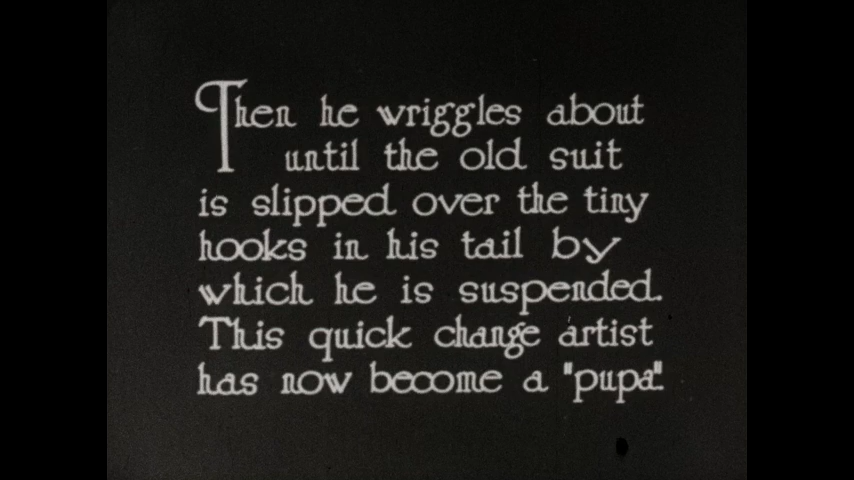 Then he wriggles about
until the old suit
is slipped over the tiny
hooks in his tail by
which he is suspended.
This quick change artist
has now become a "pupa".